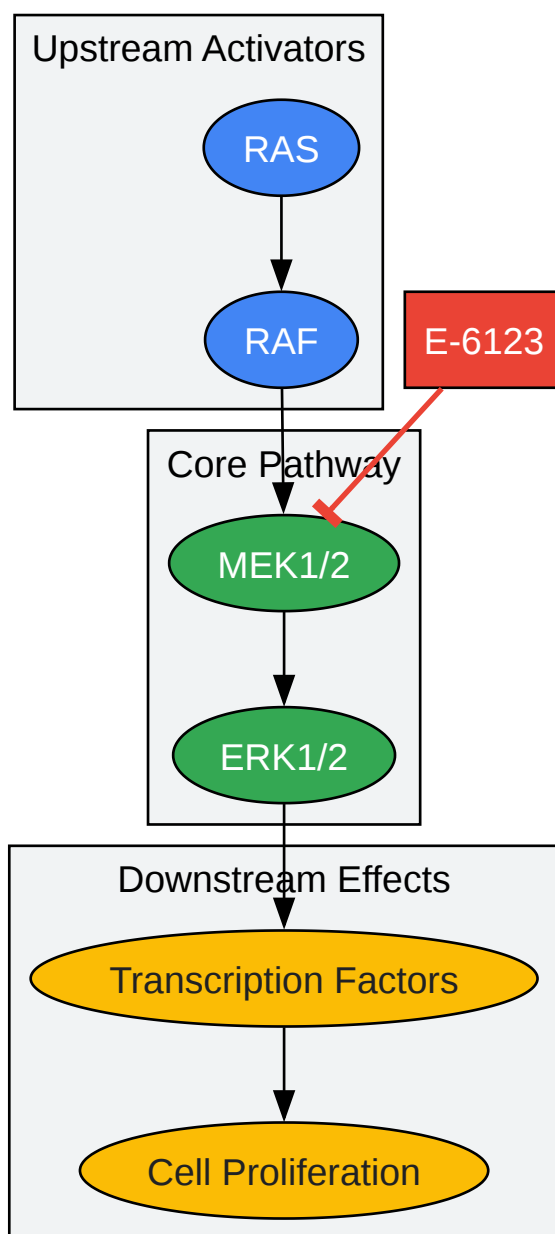 Upstream Activators
RAS
RAF
E-6123
Core Pathway
MEK1/2
ERK1/2
Downstream Effects
Transcription Factors
Cell Proliferation